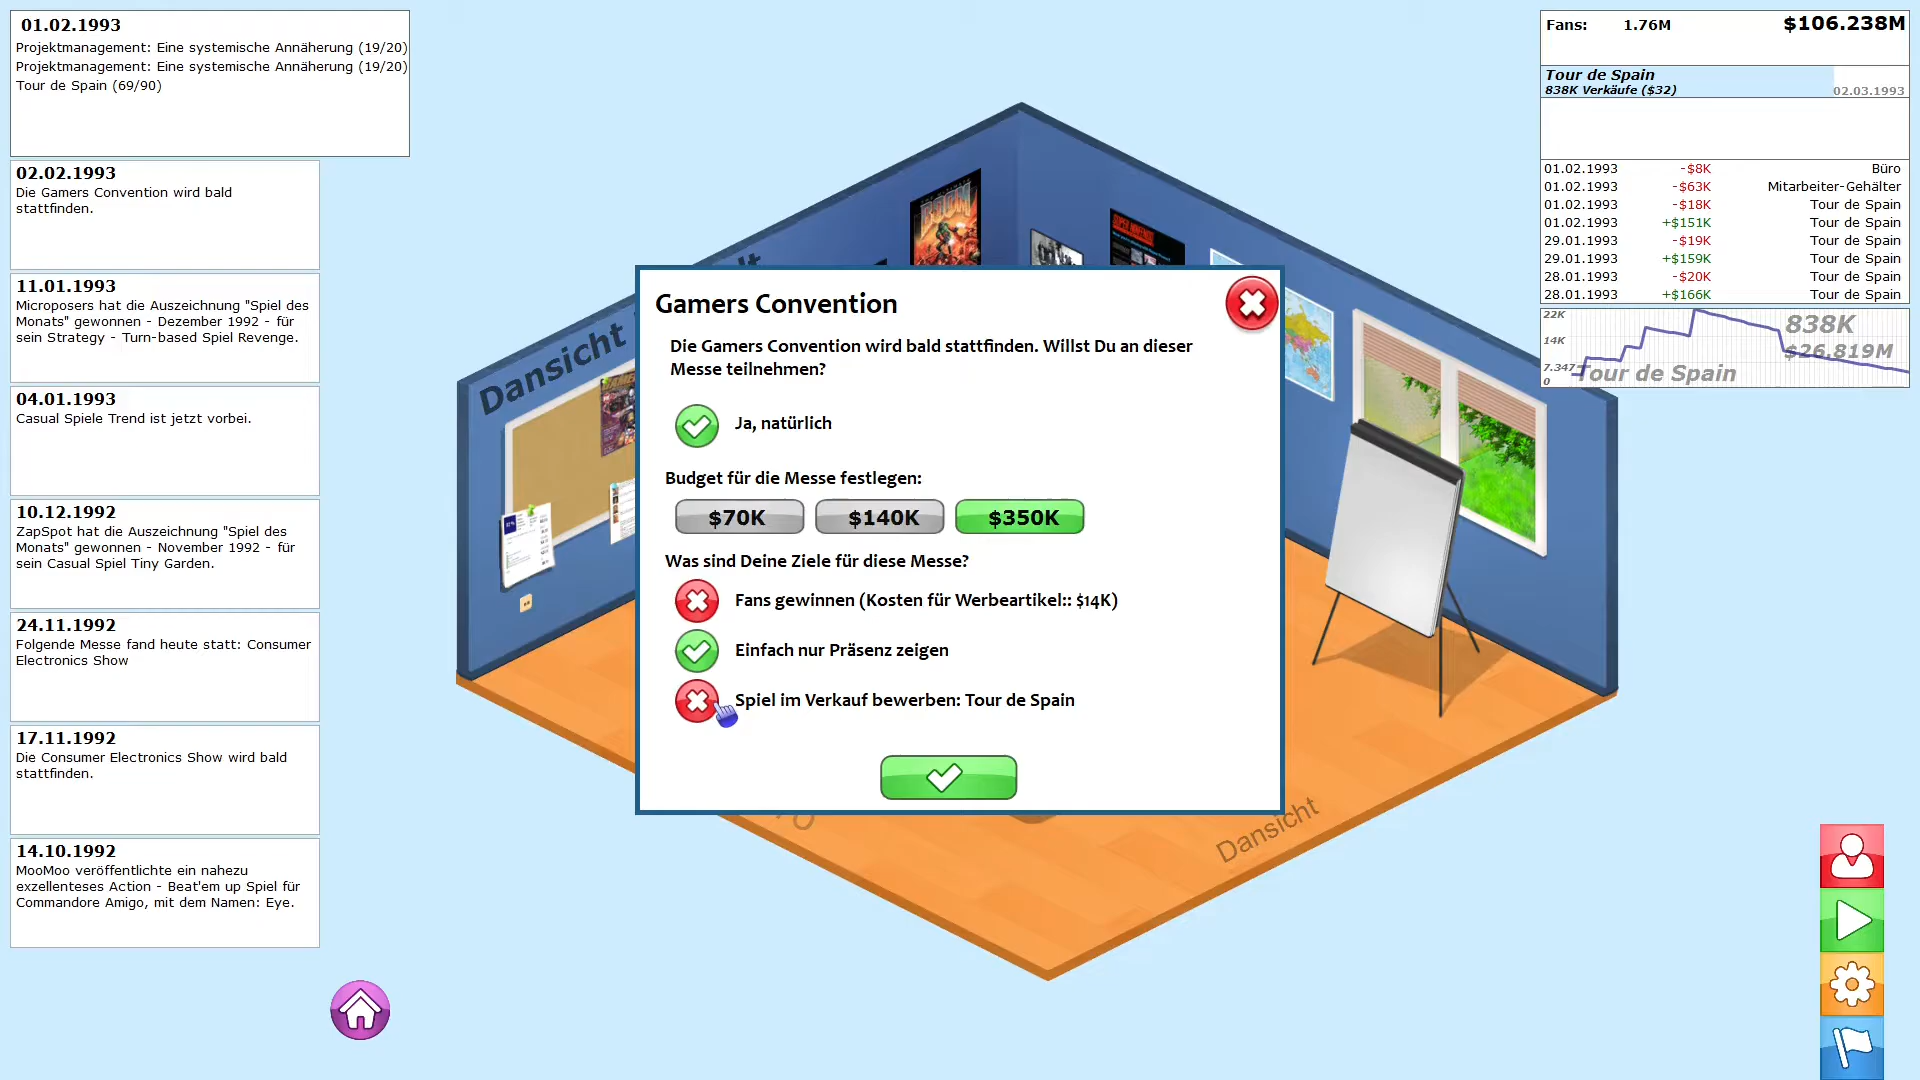 01.02.1993
Projektmanagement: Eine systemische Annäherung (19/20)
Projektmanagement: Eine systemische Annäherung (19/20)
Tour de Spain (69/90)
02.02.1993
Die Gamers Convention wird bald
stattfinden.
11.01.1993
Microposers hat die Auszeichnung "Spiel des
Monats" gewonnen - Dezember 1992 - für
sein Strategy - Turn-based Spiel Revenge.
04.01.1993
Casual Spiele Trend ist jetzt vorbei.
10.12.1992
ZapSpot hat die Auszeichnung "Spiel des
Monats" gewonnen - November 1992 - für
sein Casual Spiel Tiny Garden.
24.11.1992
Folgende Messe fand heute statt: Consumer
Electronics Show
17.11.1992
Die Consumer Electronics Show wird bald
stattfinden.
14.10.1992
MooMoo veröffentlichte ein nahezu
exzellenteses Action - Beat'em up Spiel für
Commandore Amigo, mit dem Namen: Eye.
Dansicht
DOOM
SUPER NINTENDO
Gamers Convention
Die Gamers Convention wird bald stattfinden. Willst Du an dieser
Messe teilnehmen?
Ja, natürlich
Budget für die Messe festlegen:
$70K $140K $350K
Was sind Deine Ziele für diese Messe?
Fans gewinnen (Kosten für Werbeartikel:: $14K)
Einfach nur Präsenz zeigen
Spiel im Verkauf bewerben: Tour de Spain
Dansicht
Fans: 1.76M $106.238M
Tour de Spain
838K Verkäufe ($32) 02.03.1993
01.02.1993 -$8K Büro
01.02.1993 -$63K Mitarbeiter-Gehälter
01.02.1993 -$18K Tour de Spain
01.02.1993 +$151K Tour de Spain
29.01.1993 -$19K Tour de Spain
29.01.1993 +$159K Tour de Spain
28.01.1993 -$20K Tour de Spain
28.01.1993 +$166K Tour de Spain
22K 838K
14K $26.819M
7.347 Tour de Spain
0